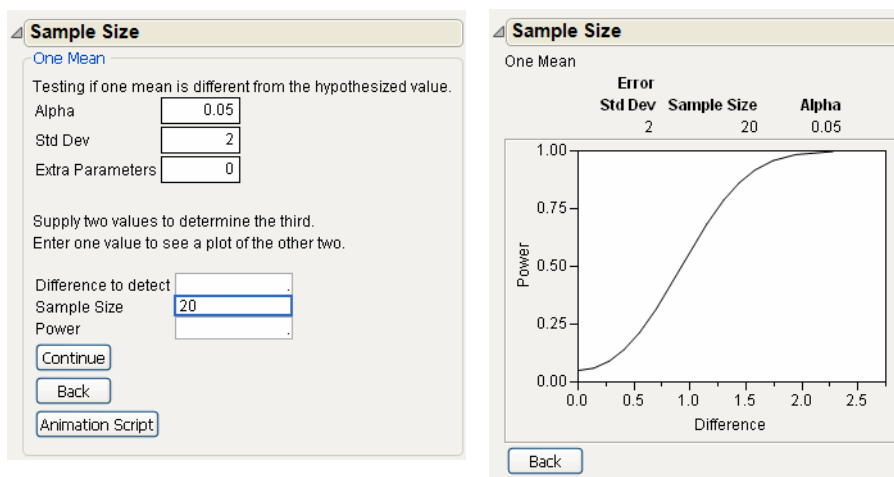 Sample Size
One Mean
Testing if one mean is different from the hypothesized value.
Alpha 0.05
Std Dev 2
Extra Parameters 0
Supply two values to determine the third.
Enter one value to see a plot of the other two.
Difference to detect .
Sample Size 20
Power .
Continue
Back
Animation Script
Sample Size
One Mean
Error
Std Dev Sample Size Alpha
2 20 0.05
1.00
0.75
0.50
0.25
0.00
Power
0.0 0.5 1.0 1.5 2.0 2.5
Difference
Back